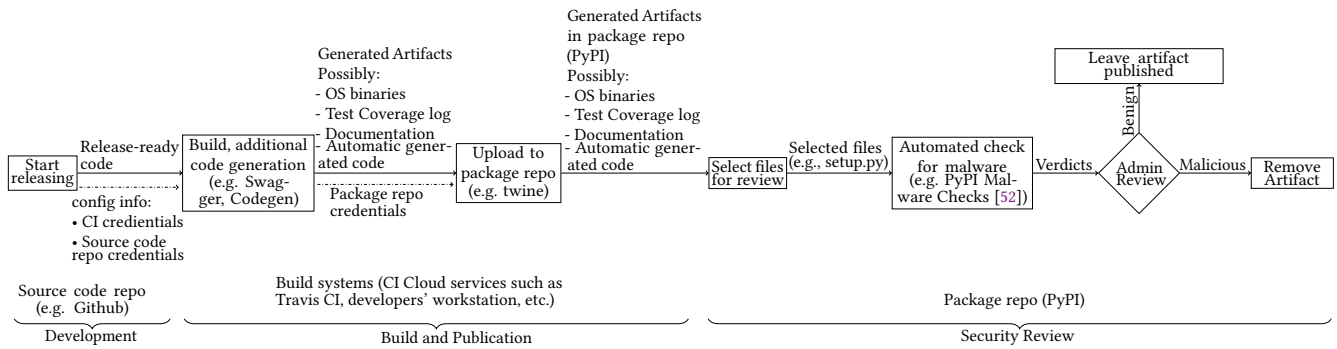 Start
releasing
Release-ready
code
config info:
• CI credientials
• Source code
repo credentials
Build, additional
code generation
(e.g. Swag-
ger, Codegen)
Generated Artifacts
Possibly:
- OS binaries
- Test Coverage log
- Documentation
- Automatic gener-
ated code
Package repo
credentials
Upload to
package repo
(e.g. twine)
Generated Artifacts
in package repo
(PyPI)
Possibly:
- OS binaries
- Test Coverage log
- Documentation
- Automatic gener-
ated code
Select files
for review
Selected files
(e.g., setup.py)
Automated check
for malware
(e.g. PyPI Mal-
ware Checks [52])
Verdicts
Admin
Review
Benign
Leave artifact
published
Malicious
Remove
Artifact
Source code repo
(e.g. Github)
Development
Build systems (CI Cloud services such as
Travis CI, developers’ workstation, etc.)
Build and Publication
Package repo (PyPI)
Security Review